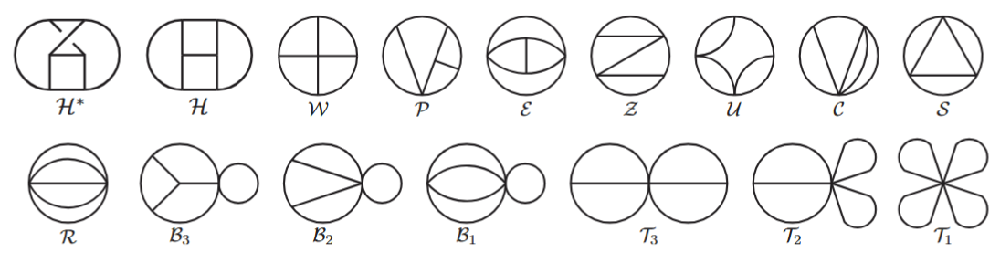 ℋ* ℋ 𝒲 𝒫 ℰ 𝒵 𝒰 𝒞 𝒮
ℛ ℬ₃ ℬ₂ ℬ₁ 𝒯₃ 𝒯₂ 𝒯₁